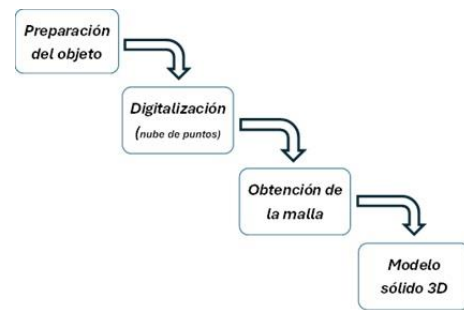 Preparación
del objeto
Digitalización
(nube de puntos)
Obtención de
la malla
Modelo
sólido 3D